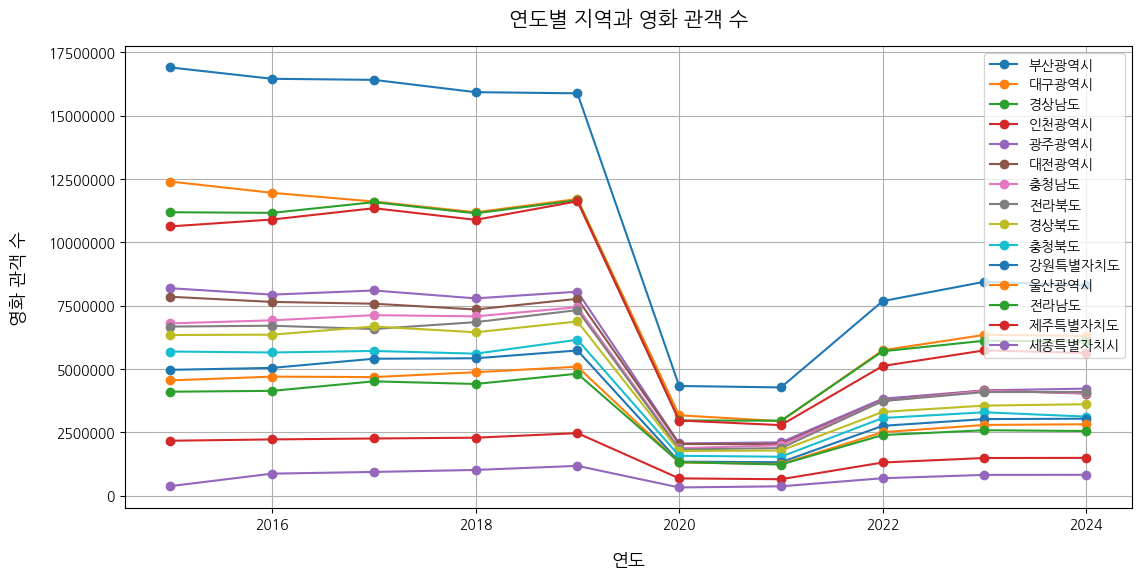 연도별 지역과 영화 관객 수
영화 관객 수
17500000
15000000
12500000
10000000
7500000
5000000
2500000
0
부산광역시
대구광역시
경상남도
인천광역시
광주광역시
대전광역시
충청남도
전라북도
경상북도
충청북도
강원특별자치도
울산광역시
전라남도
제주특별자치도
세종특별자치시
2016 2018 2020 2022 2024
연도